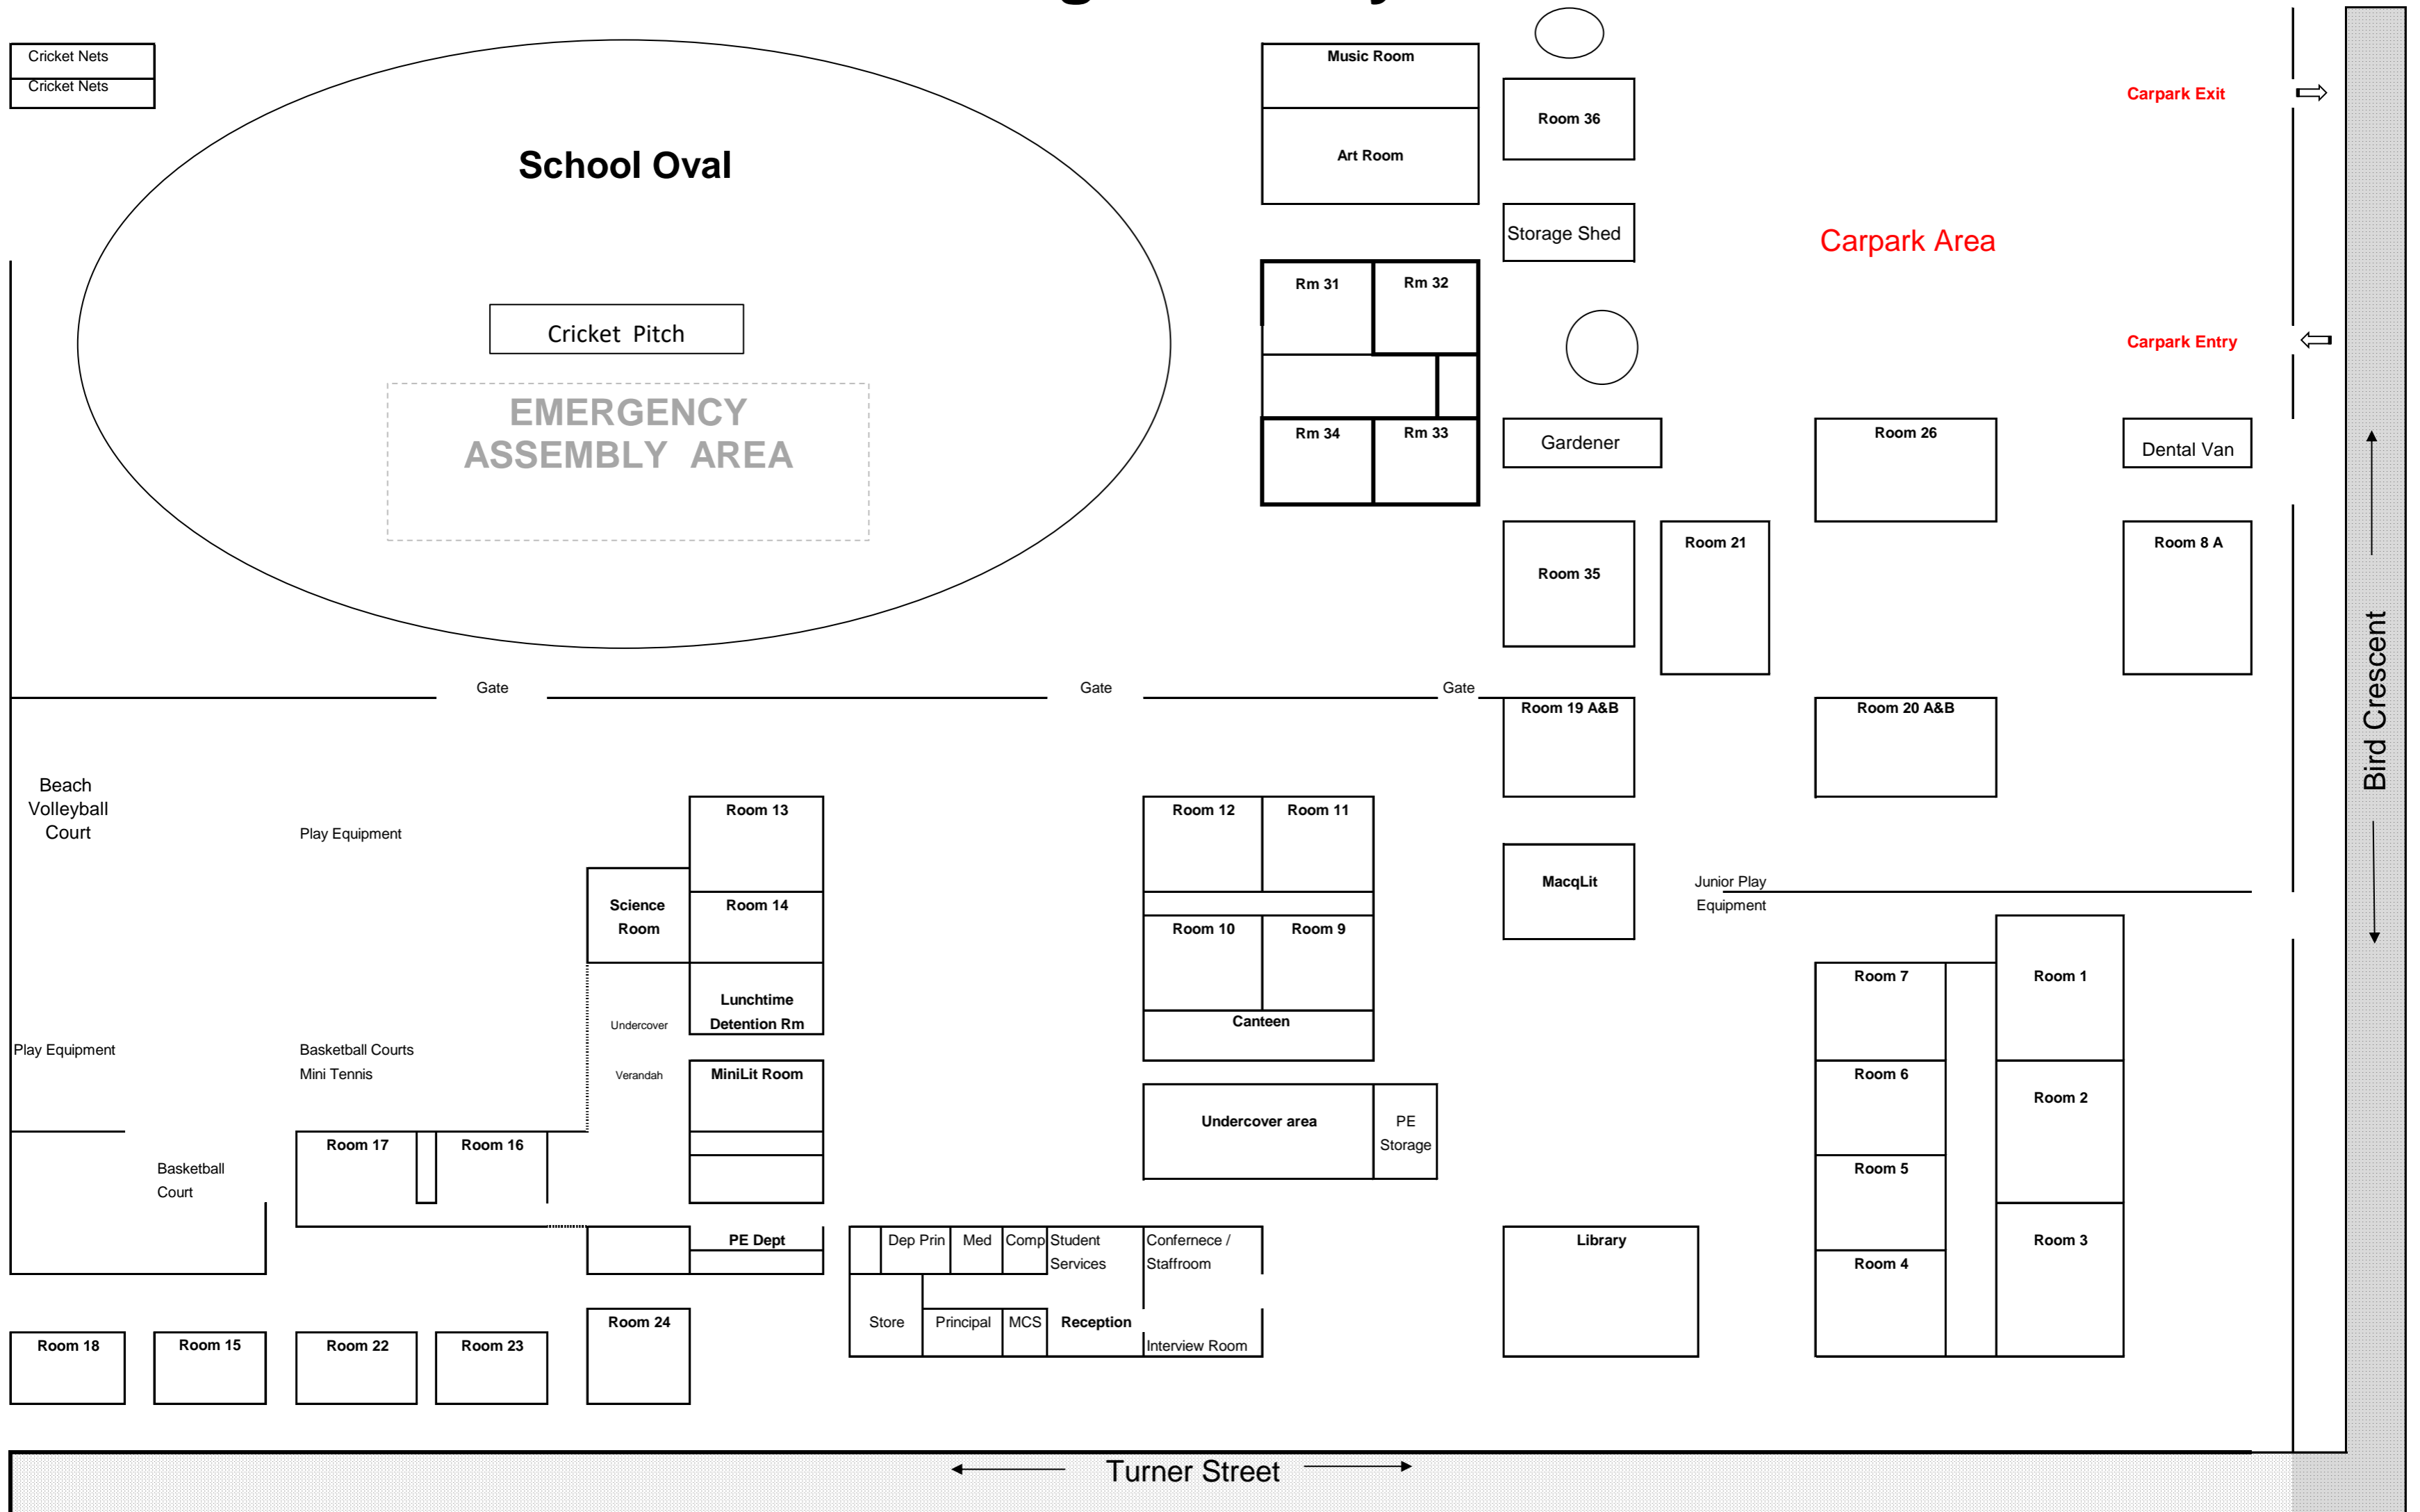 Cricket Nets
Cricket Nets
School Oval
Cricket Pitch
EMERGENCY
ASSEMBLY AREA
Music Room
Art Room
Room 36
Storage Shed
Carpark Exit
Carpark Area
Carpark Entry
Rm 31
Rm 32
Rm 34
Rm 33
Gardener
Room 26
Dental Van
Room 35
Room 21
Room 8 A
Bird Crescent
Gate
Gate
Gate
Room 19 A&B
Room 20 A&B
Beach
Volleyball
Court
Play Equipment
Room 13
Science
Room
Room 14
Lunchtime
Detention Rm
Undercover
Verandah
MiniLit Room
Room 12
Room 11
Room 10
Room 9
Canteen
MacqLit
Junior Play
Equipment
Play Equipment
Basketball Courts
Mini Tennis
Undercover area
PE
Storage
Room 7
Room 1
Room 6
Room 2
Room 5
Room 3
Room 4
Basketball
Court
Room 17
Room 16
PE Dept
Dep Prin
Med
Comp
Student
Services
Confernece /
Staffroom
Store
Principal
MCS
Reception
Interview Room
Library
Room 18
Room 15
Room 22
Room 23
Room 24
Turner Street